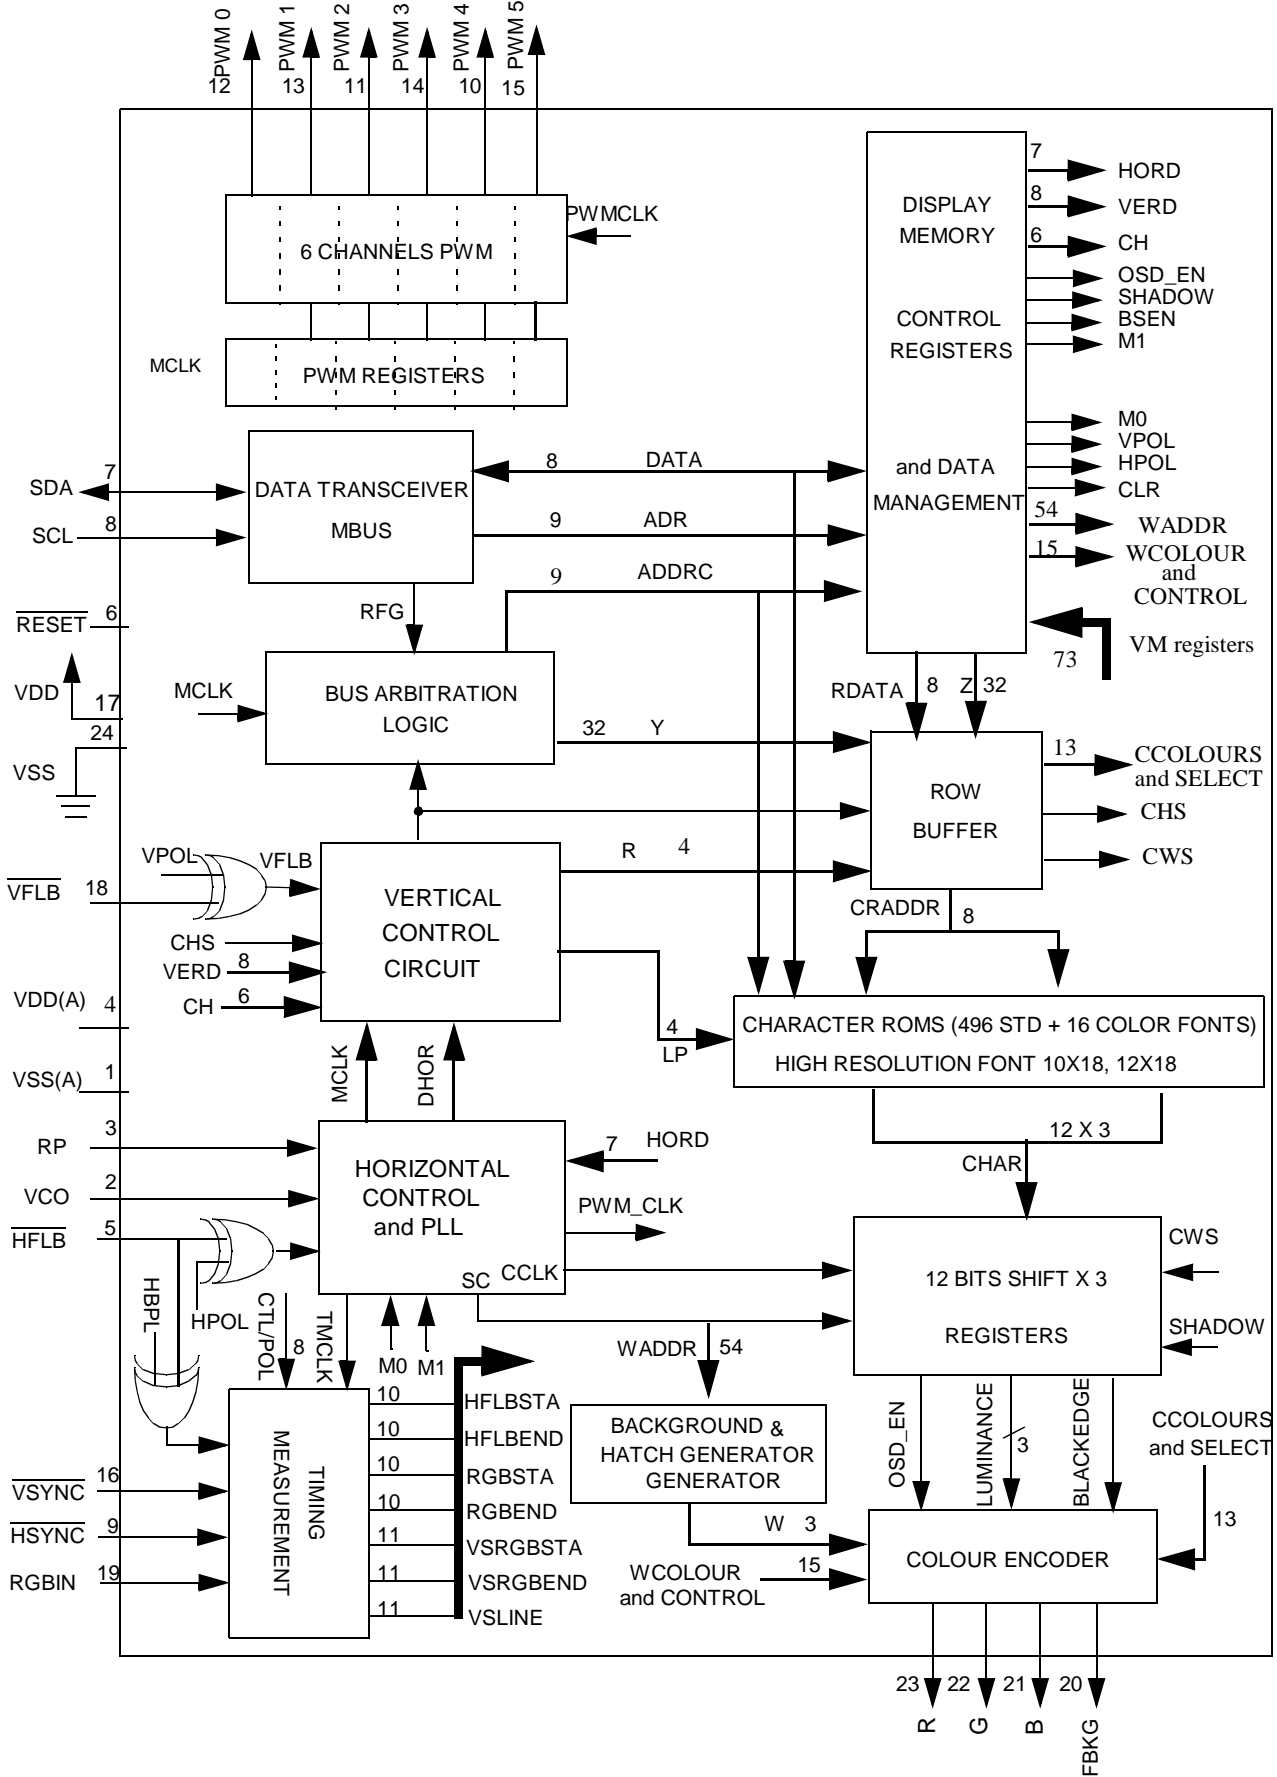 PWM 0
PWM 1
PWM 2
PWM 3
PWM 4
PWM 5
12
13
11
14
10
15
6 CHANNELS PWM
PWMCLK
MCLK
PWM REGISTERS
DISPLAY
MEMORY
CONTROL
REGISTERS
and DATA
MANAGEMENT
7
HORD
8
VERD
6
CH
OSD_EN
SHADOW
BSEN
M1
M0
VPOL
HPOL
CLR
54
WADDR
15
WCOLOUR
and
CONTROL
73
VM registers
SDA
7
SCL
8
DATA TRANSCEIVER
MBUS
8
DATA
9
ADR
9
ADDRC
RFG
RESET
6
VDD
17
24
VSS
MCLK
BUS ARBITRATION
LOGIC
32
Y
RDATA
8
Z
32
ROW
BUFFER
13
CCOLOURS
and SELECT
CHS
CWS
VPOL
VFLB
VFLB
18
CHS
VERD
8
CH
6
VERTICAL
CONTROL
CIRCUIT
R
4
CRADDR
8
VDD(A)
4
VSS(A)
1
4
LP
CHARACTER ROMS (496 STD + 16 COLOR FONTS)
HIGH RESOLUTION FONT 10X18, 12X18
MCLK
DHOR
12 X 3
CHAR
RP
3
VCO
2
HFLB
5
HORIZONTAL
CONTROL
and PLL
7
HORD
PWM_CLK
SC
CCLK
12 BITS SHIFT X 3
REGISTERS
CWS
SHADOW
HBPL
HPOL
CTL/POL
8
TMCLK
M0
M1
WADDR
54
TIMING
MEASUREMENT
10
HFLBSTA
10
HFLBEND
10
RGBSTA
10
RGBEND
11
VSRGBSTA
11
VSRGBEND
11
VSLINE
VSYNC
16
HSYNC
9
RGBIN
19
BACKGROUND &
HATCH GENERATOR
GENERATOR
W
3
15
WCOLOUR
and CONTROL
OSD_EN
LUMINANCE
3
BLACKEDGE
CCOLOURS
and SELECT
13
COLOUR ENCODER
23
22
21
20
R
G
B
FBKG